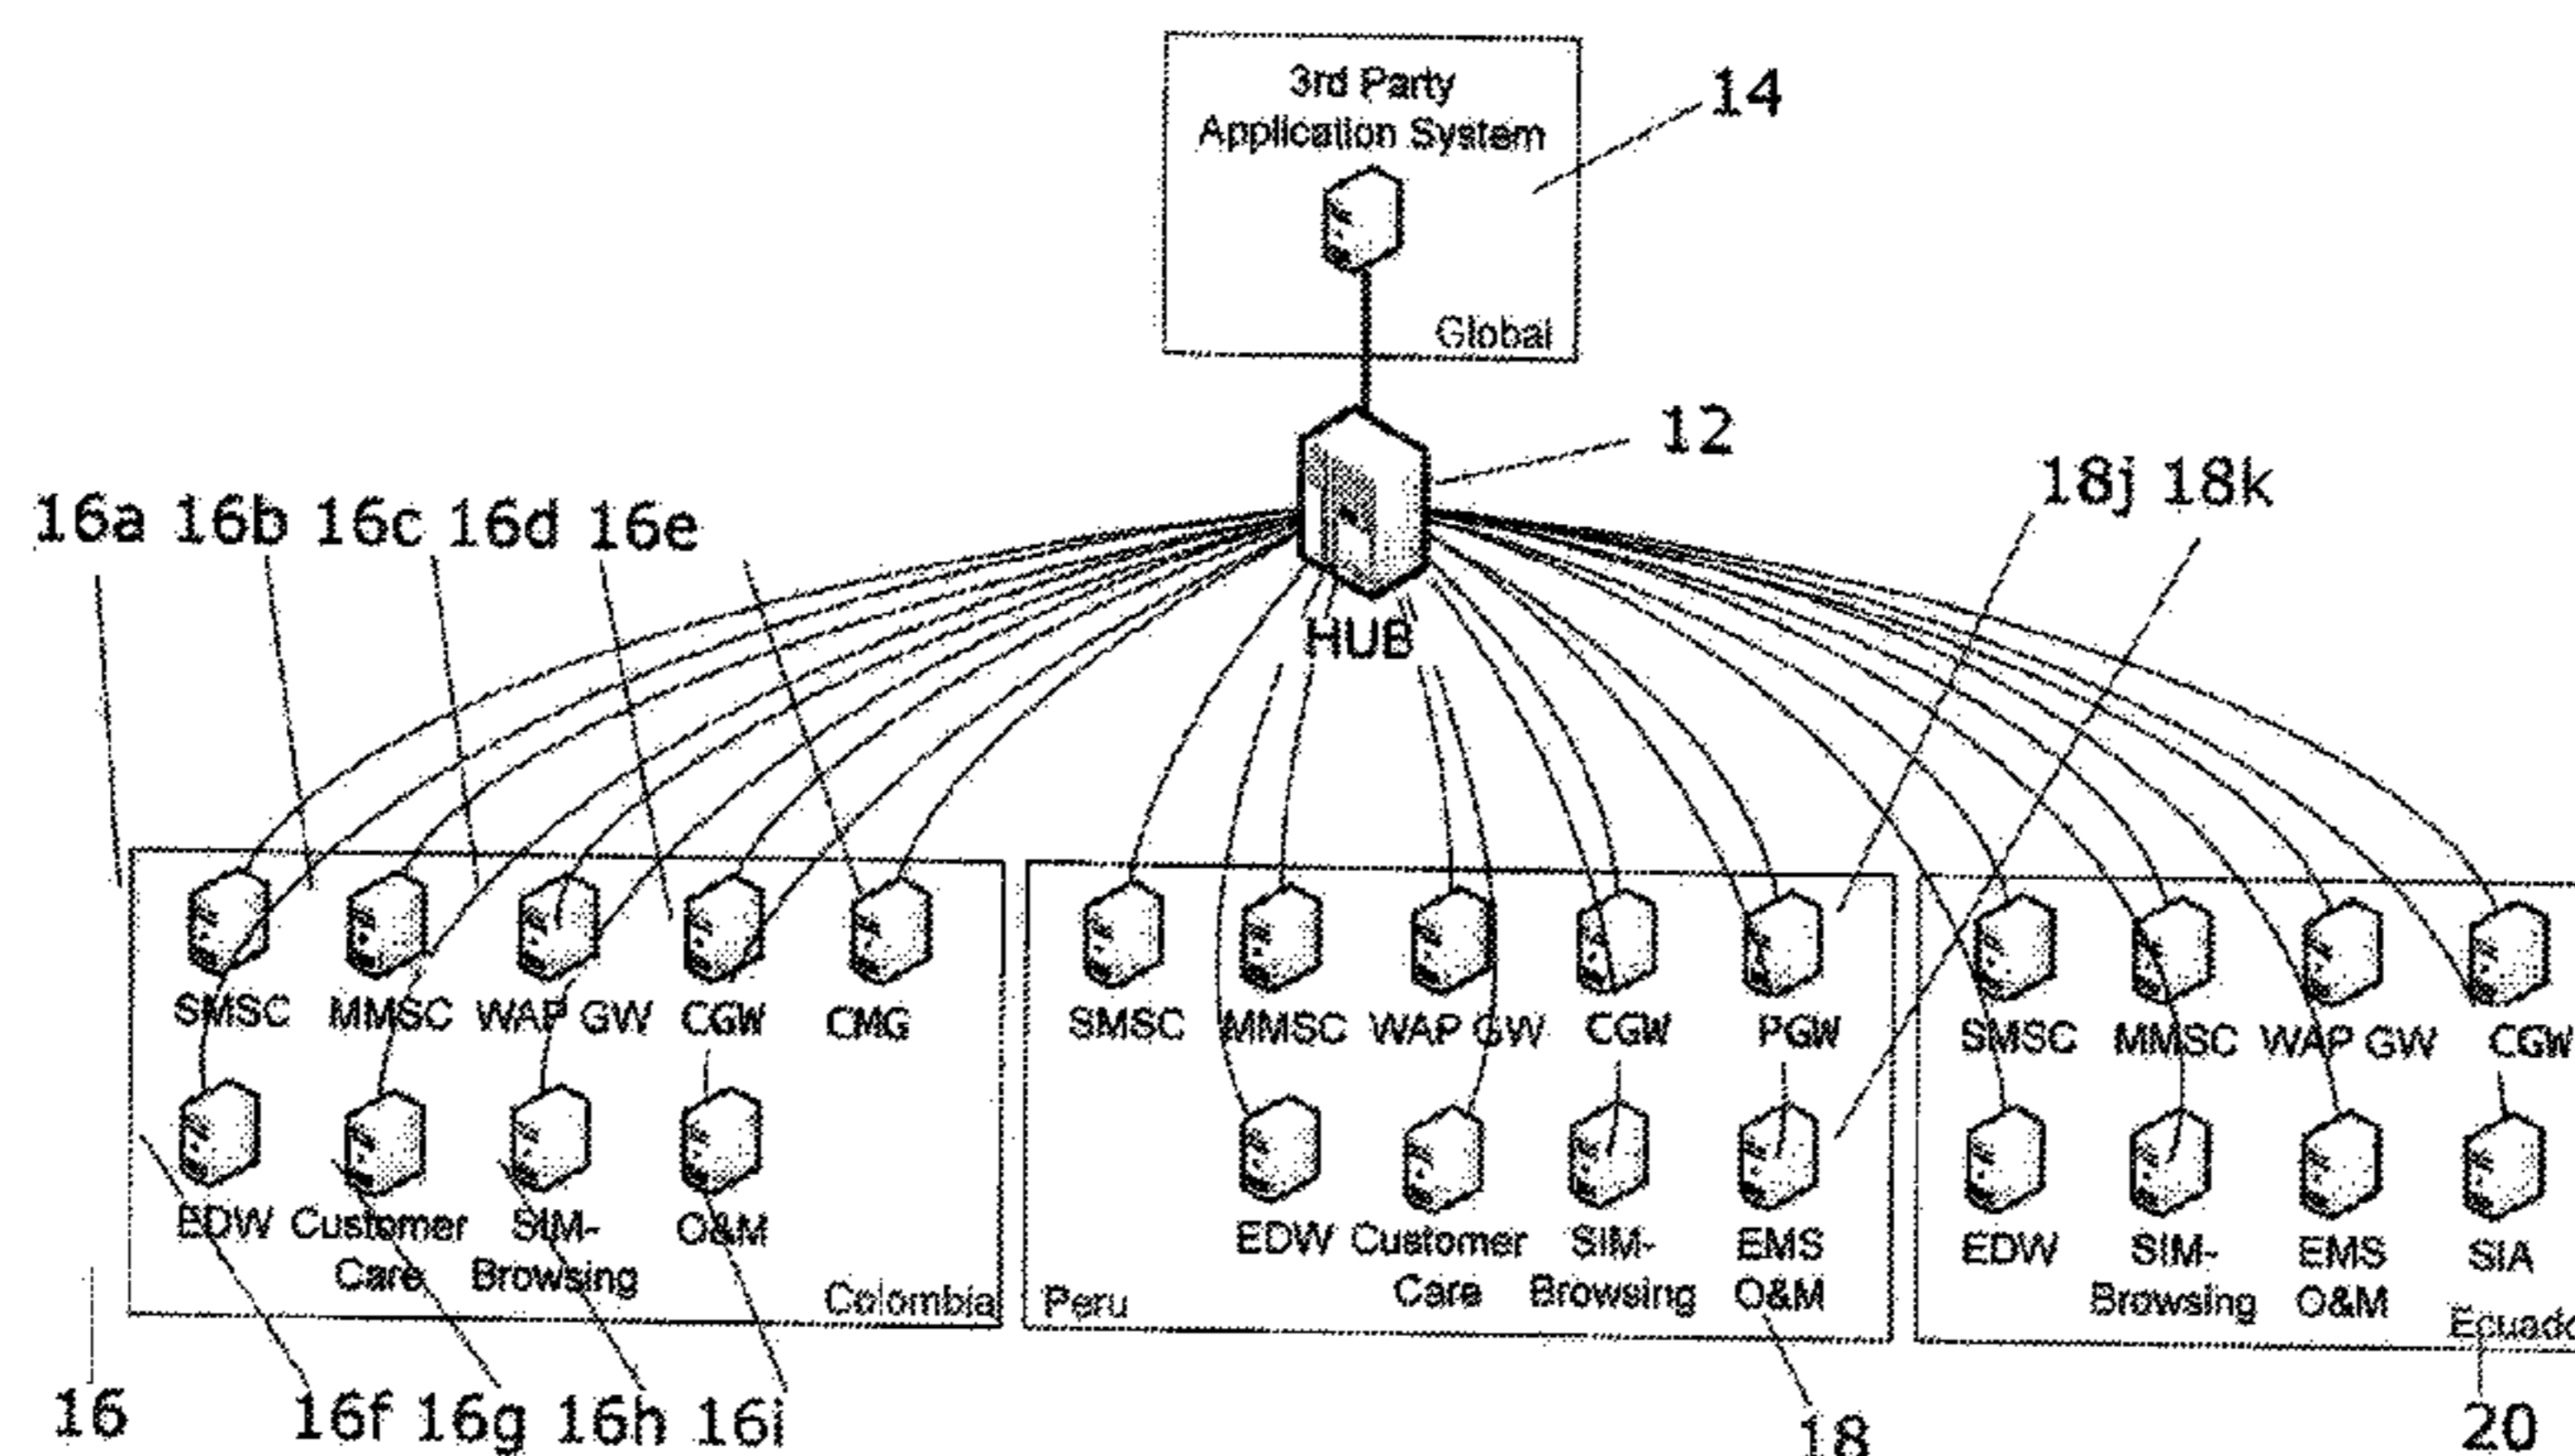 3rd Party
Application System
Global
14
12
HUB
16a 16b 16c 16d 16e
18j 18k
SMSC MMSC WAP GW CGW CMG
EDW Customer Care SIM-Browsing O&M
Colombia
SMSC MMSC WAP GW CGW PGW
EDW Customer Care SIM-Browsing EMS O&M
Peru
SMSC MMSC WAP GW CGW
EDW SIM-Browsing EMS O&M SIA
Ecuado
16 16f 16g 16h 16i
18
20